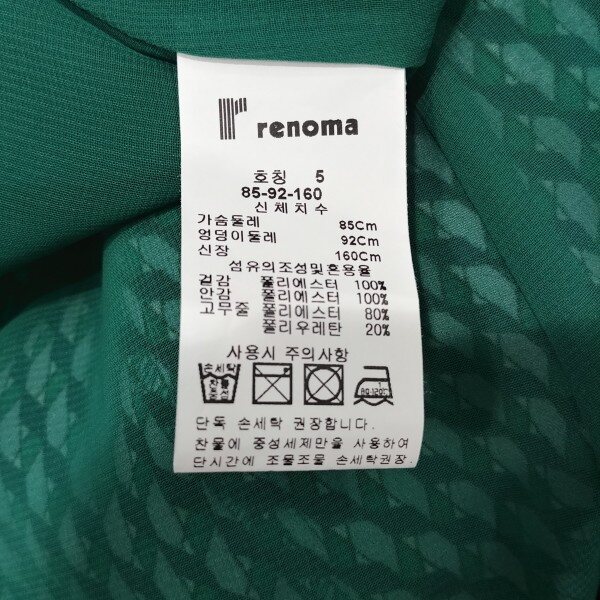 renoma
호칭 5
85-92-160
신체치수
가슴둘레 85Cm
엉덩이둘레 92Cm
신장 160Cm
섬유의조성및혼용율
겉감 폴리에스터 100%
안감 폴리에스터 100%
고무줄 폴리에스터 80%
폴리우레탄 20%
사용시 주의사항
손세탁
찬물
단독 손세탁 권장합니다.
찬물에 중성세제만을 사용하여
단시간에 조물조물 손세탁권장.